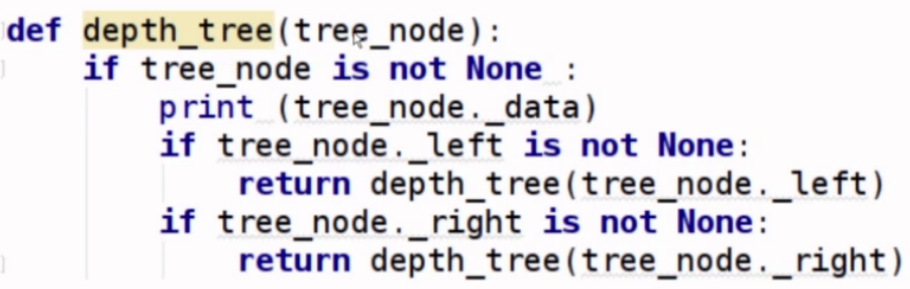 def depth_tree(tree_node):
    if tree_node is not None :
        print (tree_node._data)
        if tree_node._left is not None:
            return depth_tree(tree_node._left)
        if tree_node._right is not None:
            return depth_tree(tree_node._right)